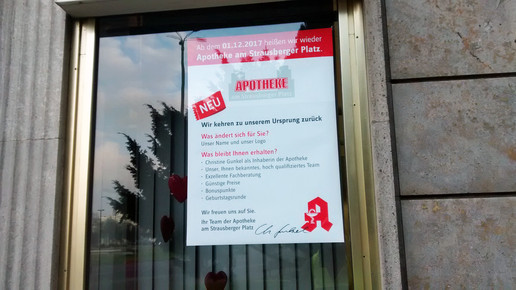 Ab dem 01.12.2017 heißen wir wieder
Apotheke am Strausberger Platz.
APOTHEKE
NEU
Wir kehren zu unserem Ursprung zurück
Was ändert sich für Sie?
Unser Name und unser Logo
Was bleibt Ihnen erhalten?
- Christine Gunkel als Inhaberin der Apotheke
- Unser, Ihnen bekanntes, hoch qualifiziertes Team
- Excellente Fachberatung
- Günstige Preise
- Bonuspunkte
- Geburtstagsrunde
Wir freuen uns auf Sie.
Ihr Team der Apotheke
am Strausberger Platz